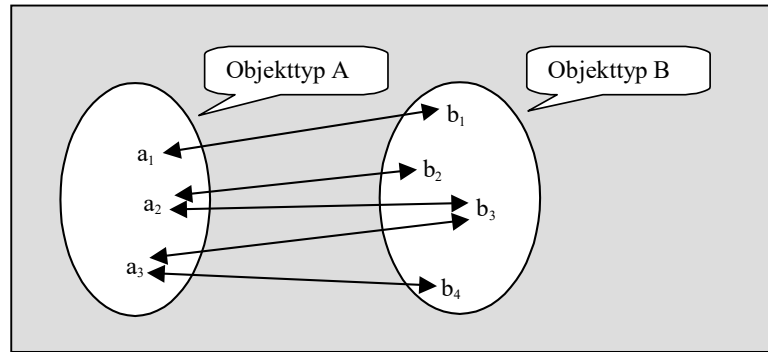 Objekttyp A
Objekttyp B
a₁
a₂
a₃
b₁
b₂
b₃
b₄